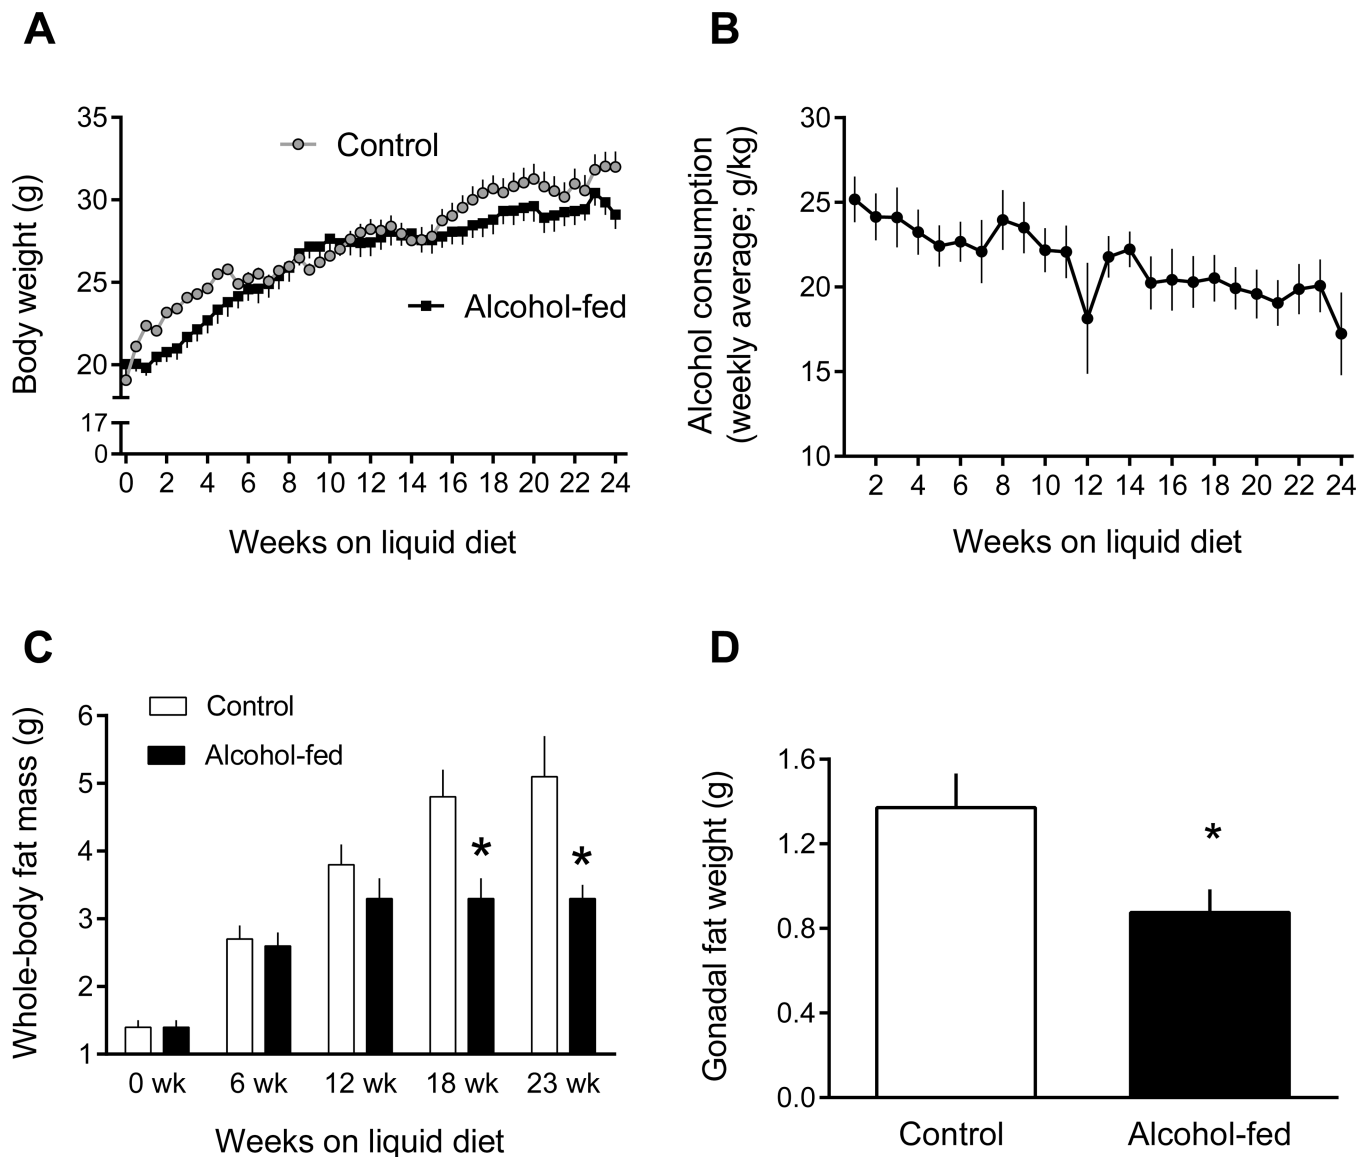 A
35
30
25
20
17
0
Body weight (g)
Control
Alcohol-fed
0 2 4 6 8 10 12 14 16 18 20 22 24
Weeks on liquid diet
B
30
25
20
15
10
Alcohol consumption
(weekly average; g/kg)
2 4 6 8 10 12 14 16 18 20 22 24
Weeks on liquid diet
C
Control
Alcohol-fed
6
5
4
3
2
1
Whole-body fat mass (g)
* *
0 wk 6 wk 12 wk 18 wk 23 wk
Weeks on liquid diet
D
1.6
1.2
0.8
0.4
0.0
Gonadal fat weight (g)
*
Control Alcohol-fed